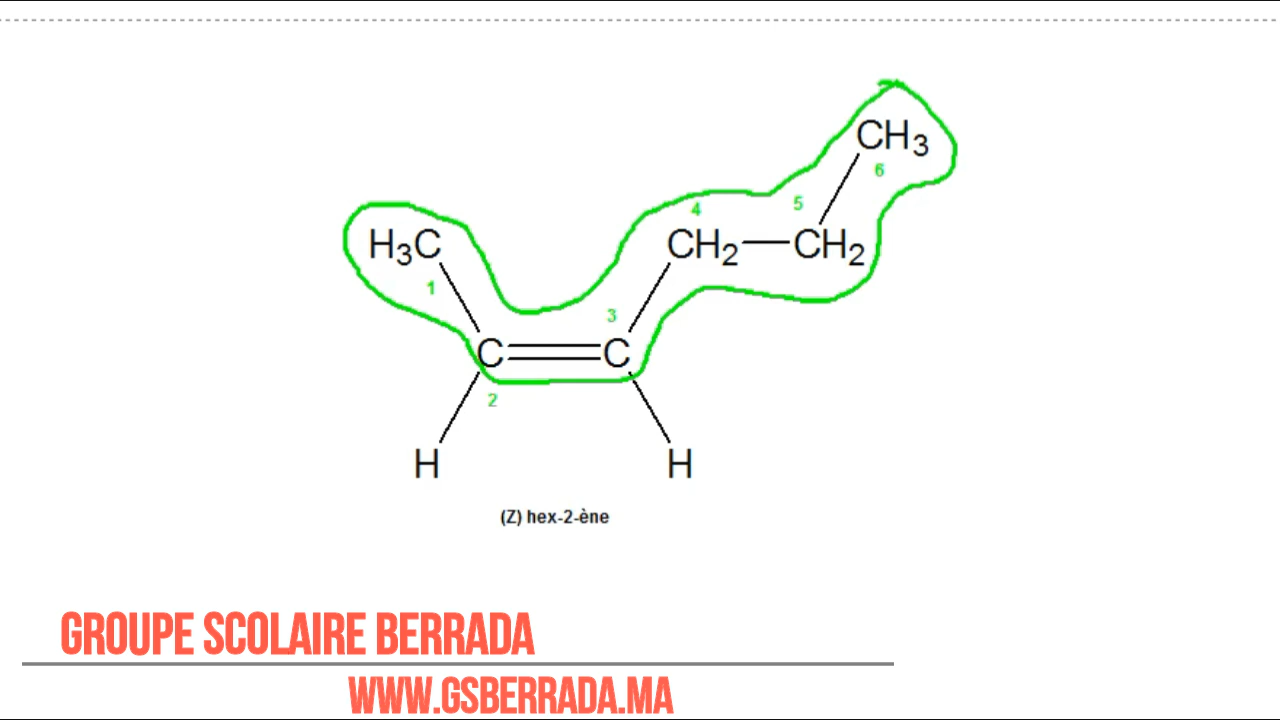 CH3
6
4
5
H3C
CH2
CH2
1
3
C
C
2
H
H
(Z) hex-2-ène
GROUPE SCOLAIRE BERRADA
WWW.GSBERRADA.MA